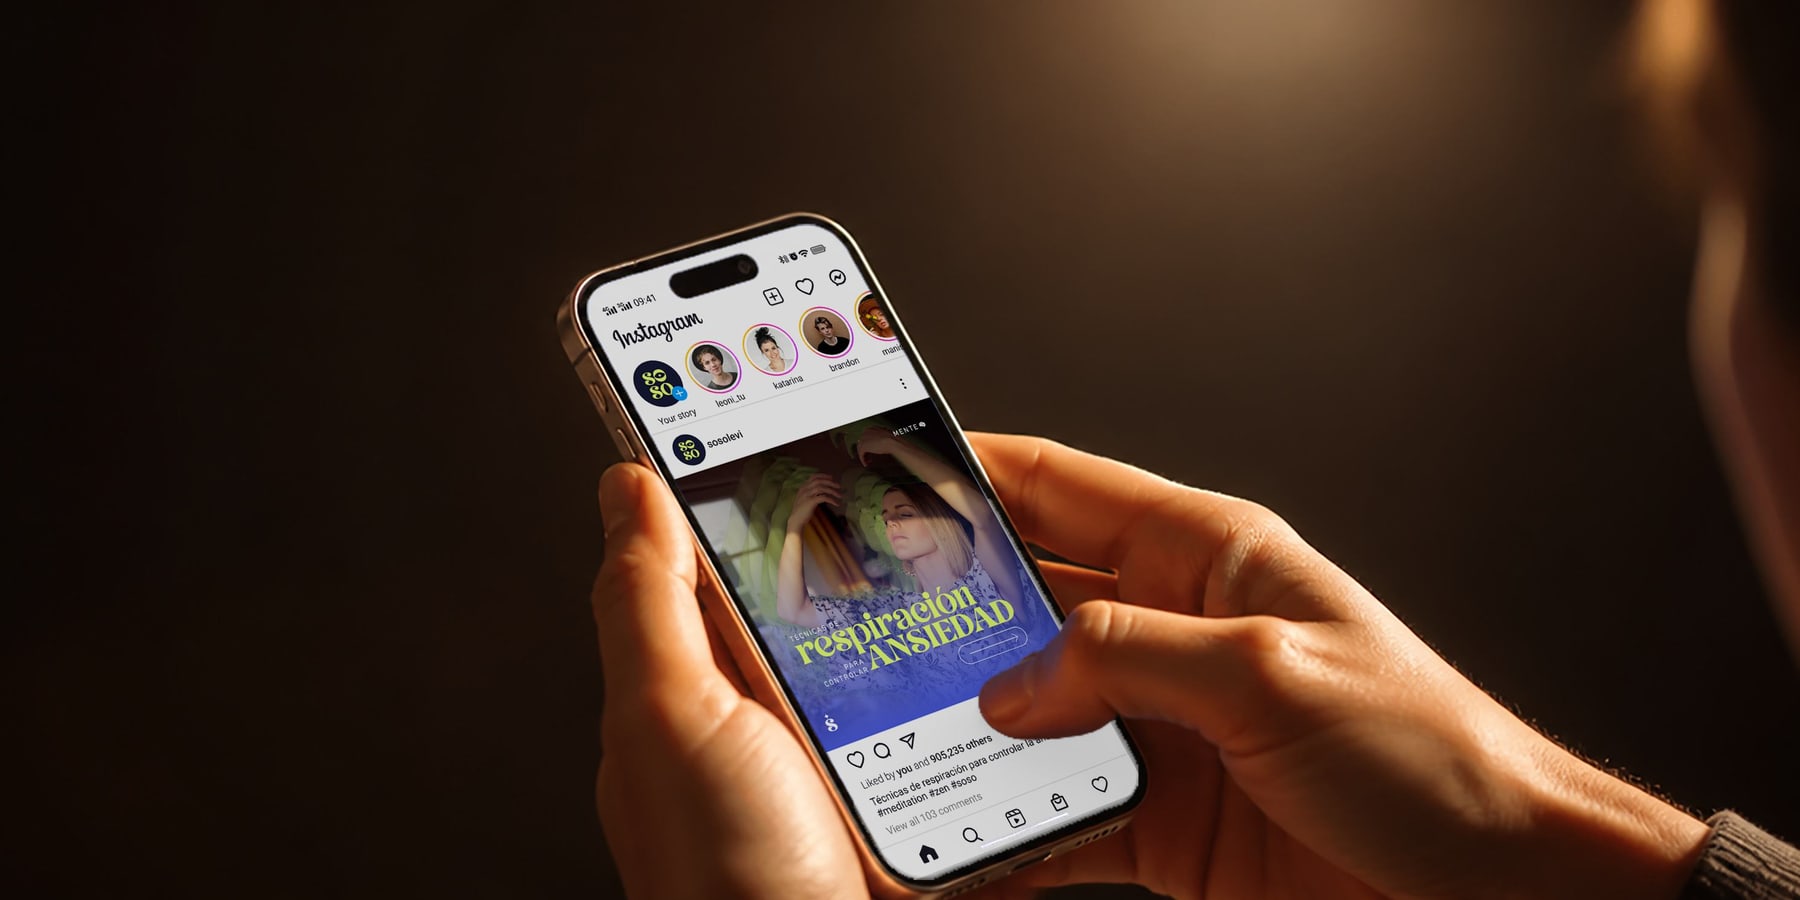 09:41
Instagram
SO
SO
Your story
leoni_tu
katarina
brandon
SO
SO
sosolevi
MENTE
TÉCNICAS DE
respiración
PARA
CONTROLAR
ANSIEDAD
Liked by you and 905,235 others
Técnicas de respiración para controlar la
#meditation #zen #soso
View all 103 comments